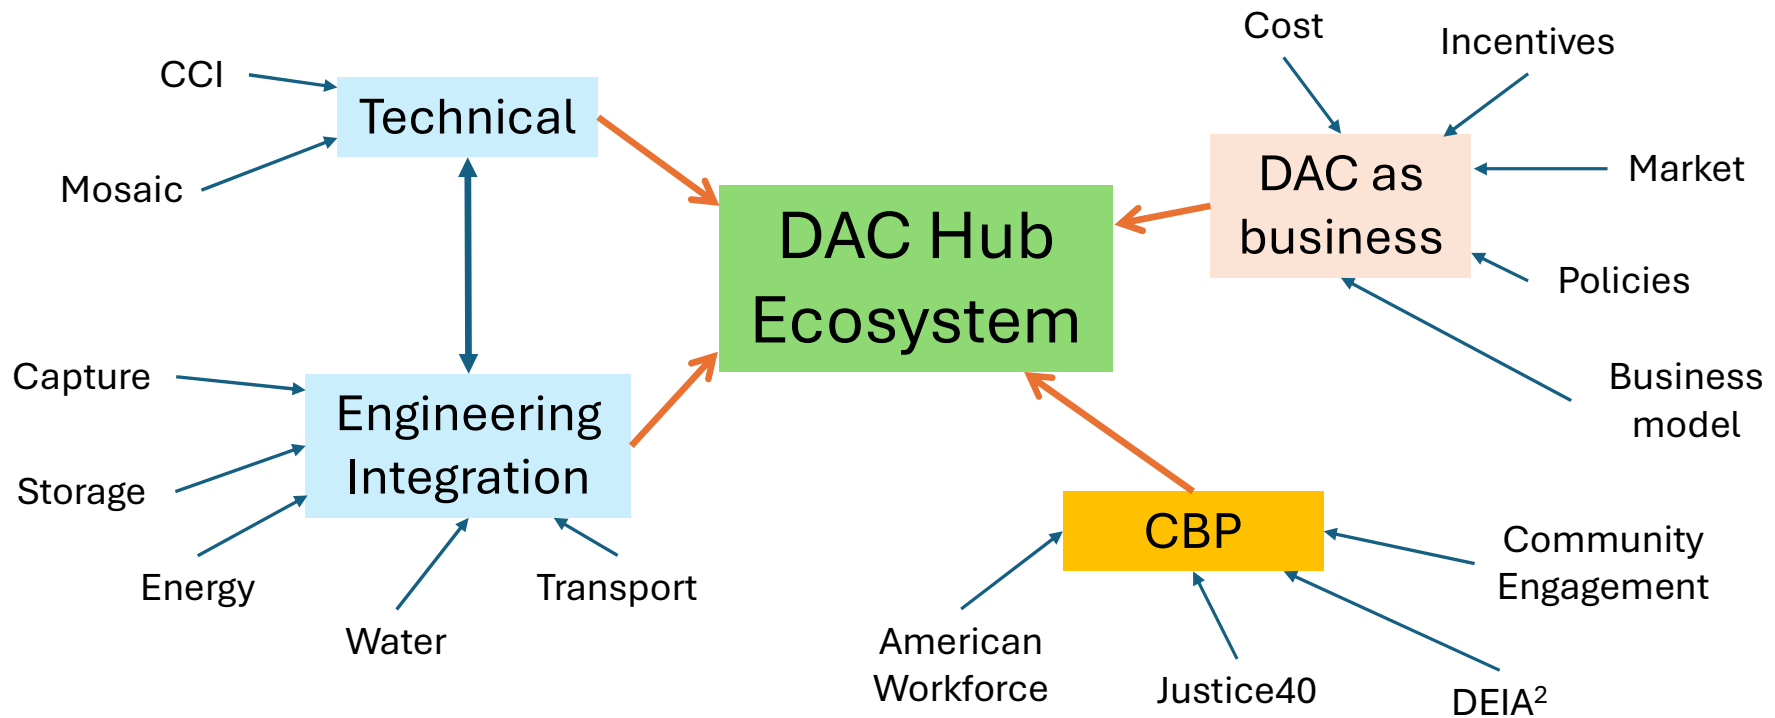 CCI
Technical
Mosaic
Cost
Incentives
DAC as
business
Market
Policies
Business
model
DAC Hub
Ecosystem
Capture
Engineering
Integration
Storage
Energy
Water
Transport
CBP
Community
Engagement
American
Workforce
Justice40
DEIA²